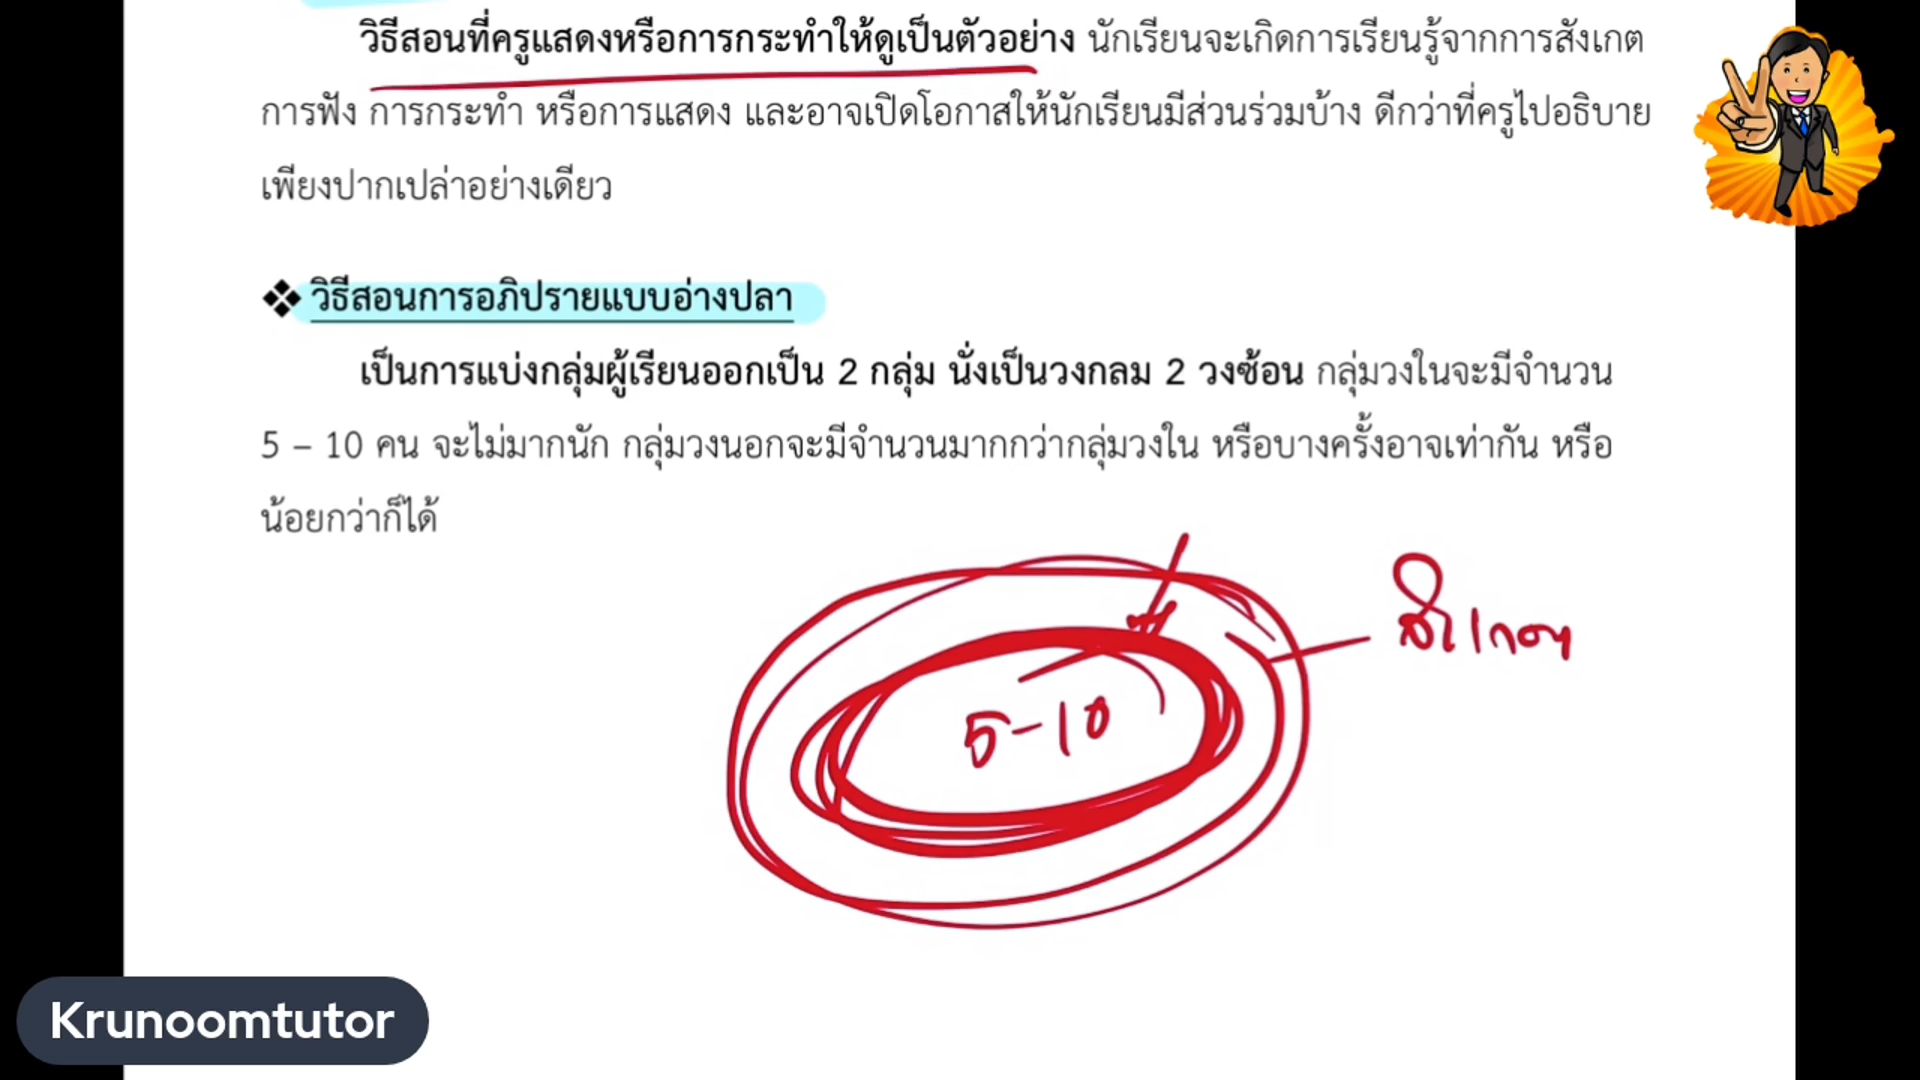 วิธีสอนที่ครูแสดงหรือการกระทำให้ดูเป็นตัวอย่าง นักเรียนจะเกิดการเรียนรู้จากการสังเกต
การฟัง การกระทำ หรือการแสดง และอาจเปิดโอกาสให้นักเรียนมีส่วนร่วมบ้าง ดีกว่าที่ครูไปอธิบาย
เพียงปากเปล่าอย่างเดียว
❖ วิธีสอนการอภิปรายแบบอ่างปลา
เป็นการแบ่งกลุ่มผู้เรียนออกเป็น 2 กลุ่ม นั่งเป็นวงกลม 2 วงซ้อน กลุ่มวงในจะมีจำนวน
5 – 10 คน จะไม่มากนัก กลุ่มวงนอกจะมีจำนวนมากกว่ากลุ่มวงใน หรือบางครั้งอาจเท่ากัน หรือ
น้อยกว่าก็ได้
สังเกต
5-10
Krunoomtutor